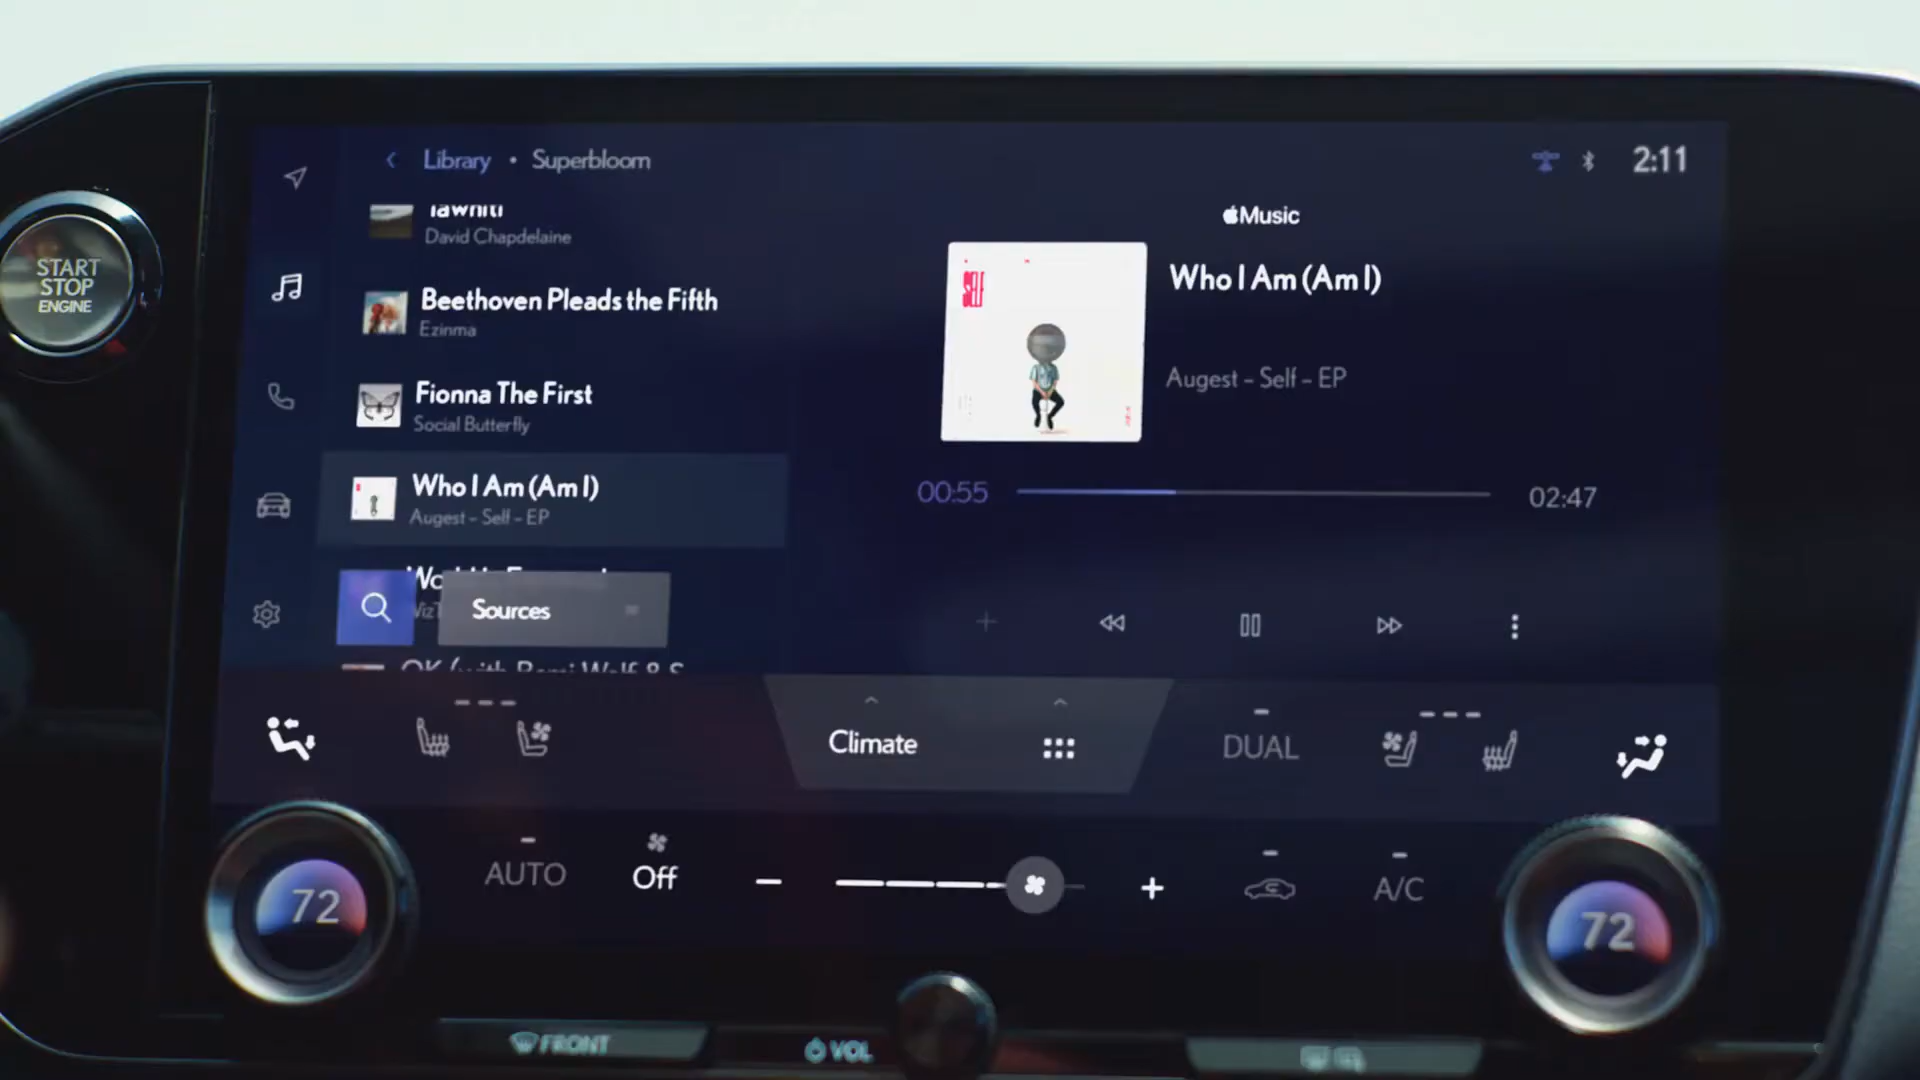 START
STOP
ENGINE
Library • Superbloom
2:11
David Chapdelaine
Beethoven Pleads the Fifth
Ezinma
Fionna The First
Social Butterfly
Who I Am (Am I)
Augest - Self - EP
Sources
Music
SELF
Who I Am (Am I)
Augest - Self - EP
00:55
02:47
Climate
DUAL
72
AUTO
Off
A/C
72
FRONT
VOL